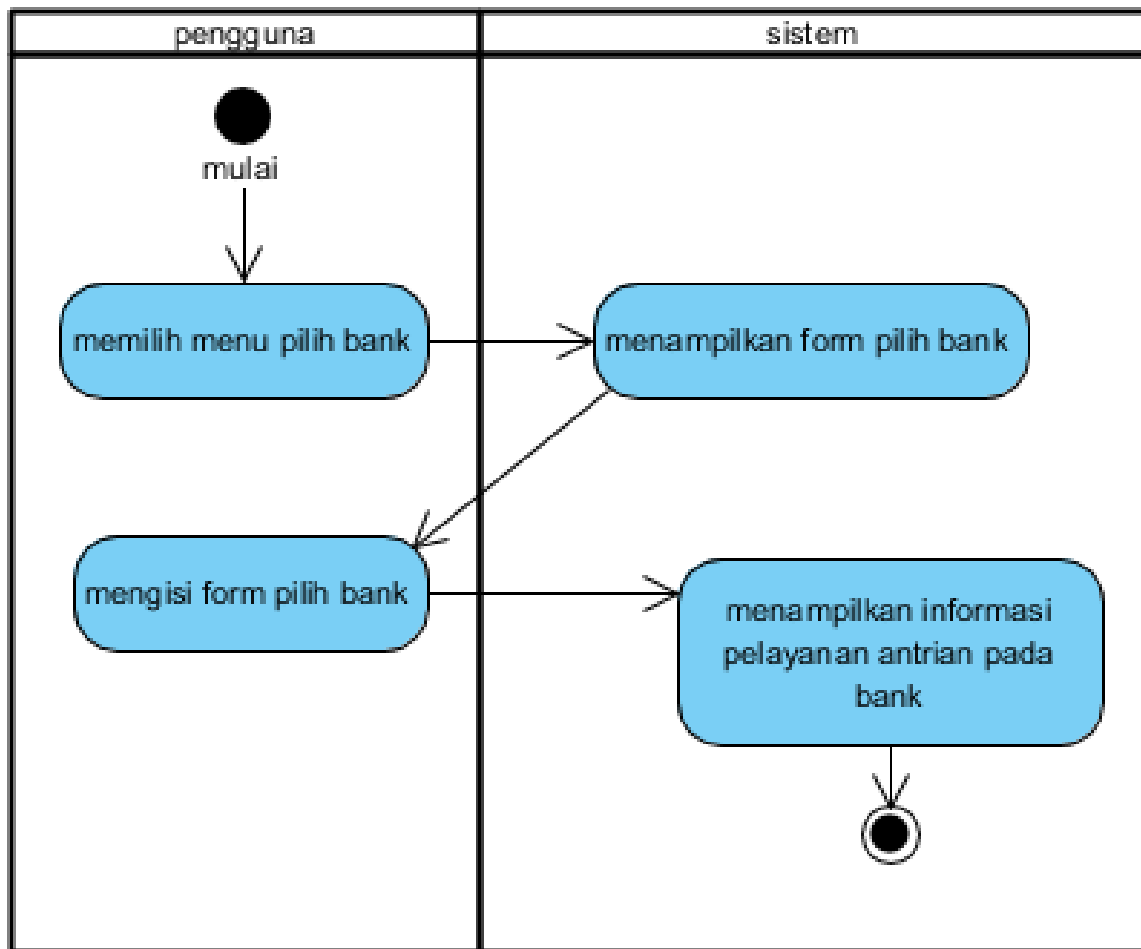 pengguna
sistem
mulai
memilih menu pilih bank
menampilkan form pilih bank
mengisi form pilih bank
menampilkan informasi
pelayanan antrian pada
bank